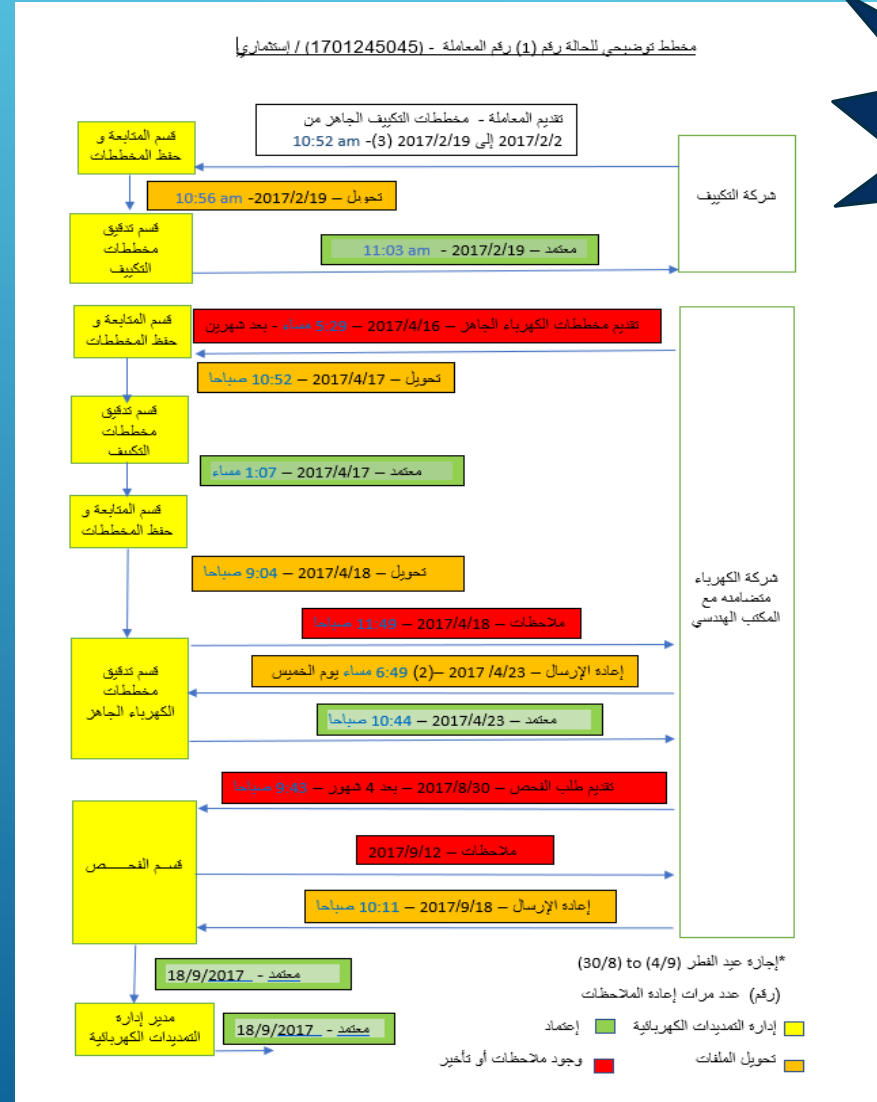 مخطط توضيحي للحالة رقم (1) رقم المعاملة - (1701245045) / إستثماري
تقديم المعاملة - مخططات التكييف الجاهز من
2017/2/2 إلى 2017/2/19 (3)- 10:52 am
قسم المتابعة و
حفظ المخططات
شركة التكييف
تحويل – 2017/2/19- 10:56 am
قسم تدقيق
مخططات
التكييف
معتمد – 2017/2/19 - 11:03 am
قسم المتابعة و
حفظ المخططات
تقديم مخططات الكهرباء الجاهز – 2017/4/16 – 5:29 مساء - بعد شهرين
تحويل – 2017/4/17 – 10:52 صباحا
قسم تدقيق
مخططات
التكييف
معتمد – 2017/4/17 – 1:07 مساء
قسم المتابعة و
حفظ المخططات
تحويل – 2017/4/18 – 9:04 صباحا
شركة الكهرباء
متضامنه مع
المكتب الهندسي
ملاحظات – 2017/4/18 – 11:49 صباحا
قسم تدقيق
مخططات
الكهرباء الجاهز
إعاده الإرسال – 2017 /4/23 –(2) 6:49 مساء يوم الخميس
معتمد – 2017/4/23 – 10:44 صباحا
تقديم طلب الفحص – 2017/8/30 – بعد 4 شهور – 9:43 صباحا
قسم الفحص
ملاحظات – 2017/9/12
إعاده الإرسال – 2017/9/18 – 10:11 صباحا
معتمد - 18/9/2017
مدير إداره
التمديدات الكهربائية
معتمد - 18/9/2017
*إجازه عيد الفطر (30/8) to (4/9)
(رقم) عدد مرات إعاده الملاحظات
إدارة التمديدات الكهربائية
إعتماد
تحويل الملفات
وجود ملاحظات أو تأخير